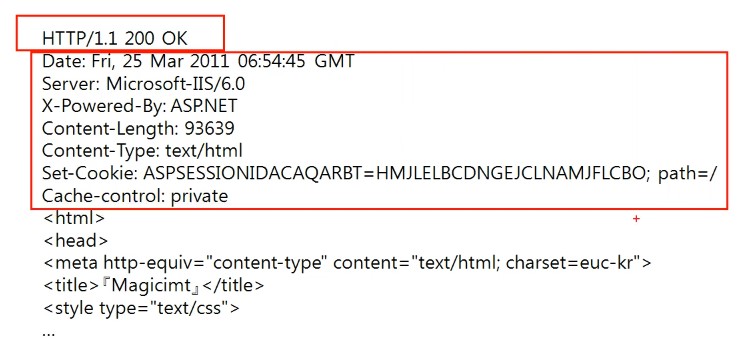 HTTP/1.1 200 OK
Date: Fri, 25 Mar 2011 06:54:45 GMT
Server: Microsoft-IIS/6.0
X-Powered-By: ASP.NET
Content-Length: 93639
Content-Type: text/html
Set-Cookie: ASPSESSIONIDACAQARBT=HMJLELBCDNGEJCLNAMJFLCBO; path=/
Cache-control: private
<html>
<head>
<meta http-equiv="content-type" content="text/html; charset=euc-kr">
<title>『Magicimt』</title>
<style type="text/css">
...